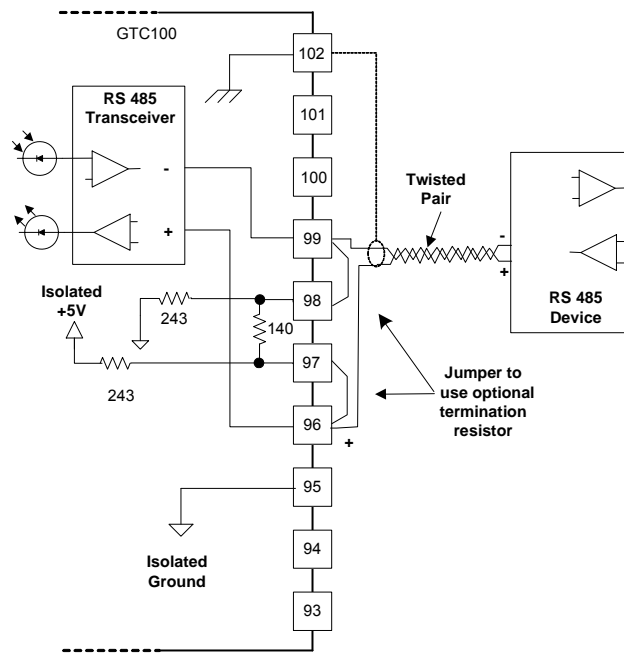 GTC100
102
RS 485
Transceiver
101
100
-
Twisted
Pair
99
-
+
+
RS 485
Device
Isolated
+5V
98
243
140
97
243
Jumper to
use optional
termination
resistor
96
+
95
Isolated
Ground
94
93